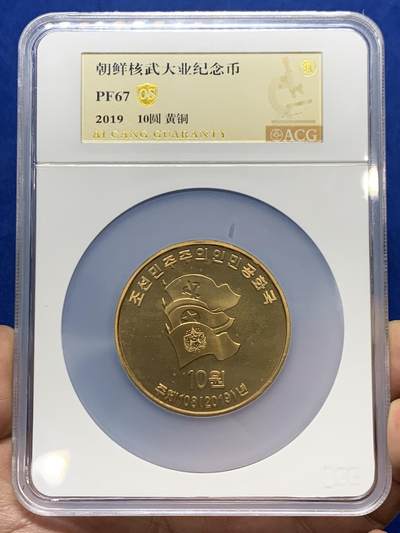 朝鲜核武大业纪念币
PF67 OS
2019 10圆 黄铜
AI CANG GUARANTY
ACG
조선민주주의인민공화국
10원
주체108(2019)년